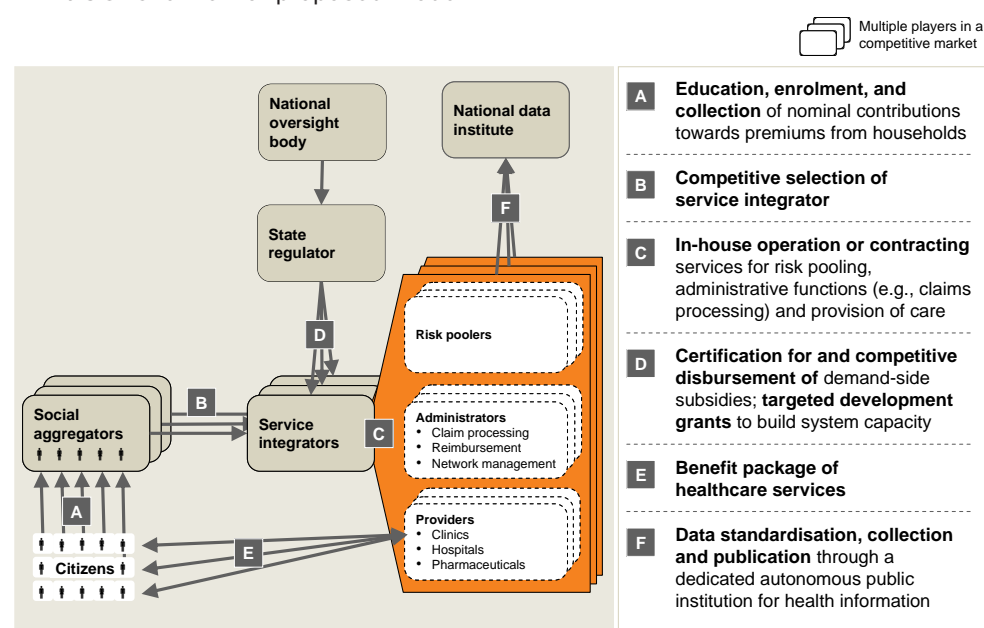 Multiple players in a
competitive market
National
oversight
body
National data
institute
F
State
regulator
D
Risk poolers
Social
aggregators
B
Service
integrators
C
Administrators
• Claim processing
• Reimbursement
• Network management
A
Citizens
E
Providers
• Clinics
• Hospitals
• Pharmaceuticals
A
Education, enrolment, and
collection of nominal contributions
towards premiums from households
B
Competitive selection of
service integrator
C
In-house operation or contracting
services for risk pooling,
administrative functions (e.g., claims
processing) and provision of care
D
Certification for and competitive
disbursement of demand-side
subsidies; targeted development
grants to build system capacity
E
Benefit package of
healthcare services
F
Data standardisation, collection
and publication through a
dedicated autonomous public
institution for health information